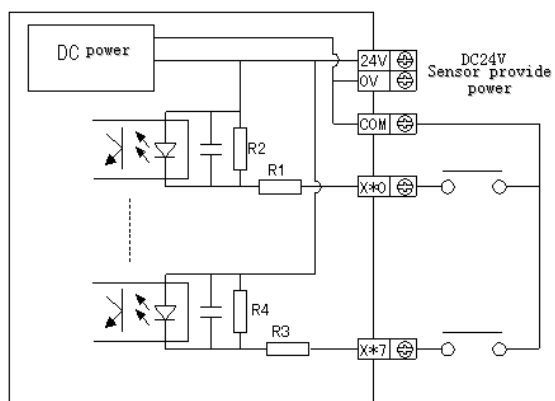 DC power
24V
0V
DC24V
Sensor provide
power
COM
R2
R1
X*0
R4
R3
X*7